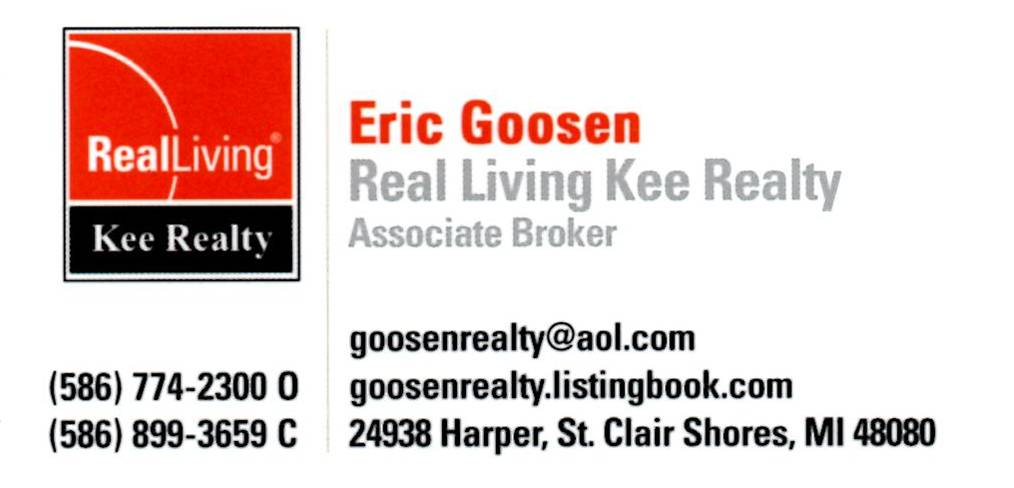 RealLiving®
Kee Realty
Eric Goosen
Real Living Kee Realty
Associate Broker
(586) 774-2300 O
(586) 899-3659 C
goosenrealty@aol.com
goosenrealty.listingbook.com
24938 Harper, St. Clair Shores, MI 48080